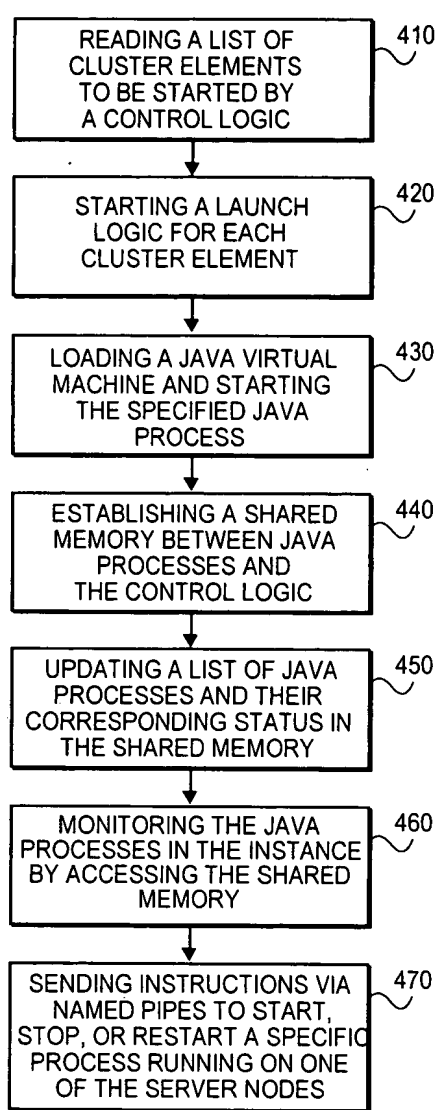 READING A LIST OF
CLUSTER ELEMENTS
TO BE STARTED BY
A CONTROL LOGIC
410
STARTING A LAUNCH
LOGIC FOR EACH
CLUSTER ELEMENT
420
LOADING A JAVA VIRTUAL
MACHINE AND STARTING
THE SPECIFIED JAVA
PROCESS
430
ESTABLISHING A SHARED
MEMORY BETWEEN JAVA
PROCESSES AND
THE CONTROL LOGIC
440
UPDATING A LIST OF JAVA
PROCESSES AND THEIR
CORRESPONDING STATUS IN
THE SHARED MEMORY
450
MONITORING THE JAVA
PROCESSES IN THE INSTANCE
BY ACCESSING THE SHARED
MEMORY
460
SENDING INSTRUCTIONS VIA
NAMED PIPES TO START,
STOP, OR RESTART A SPECIFIC
PROCESS RUNNING ON ONE
OF THE SERVER NODES
470